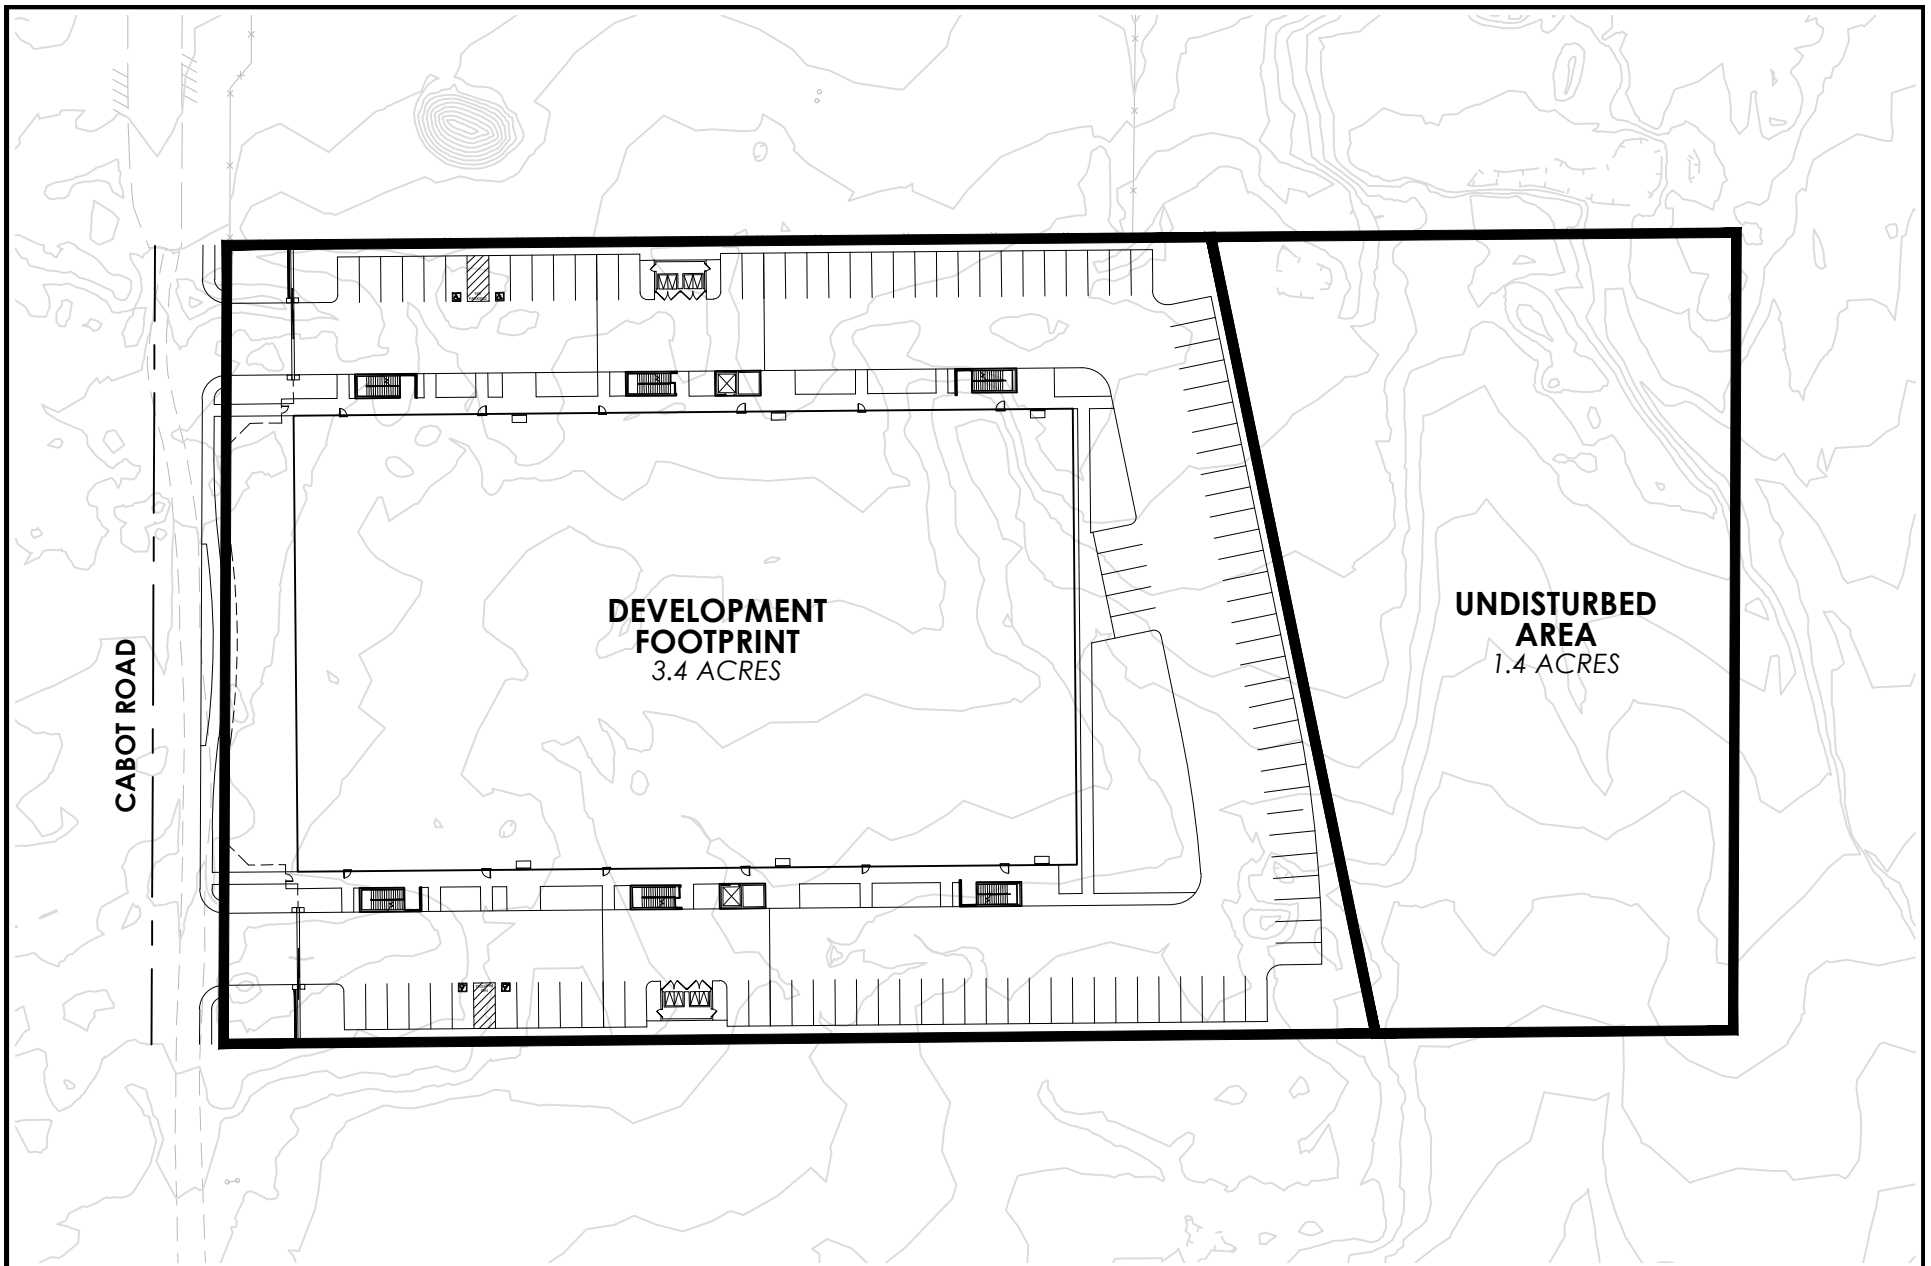 DEVELOPMENT
FOOTPRINT
3.4 ACRES
UNDISTURBED
AREA
1.4 ACRES
CABOT ROAD